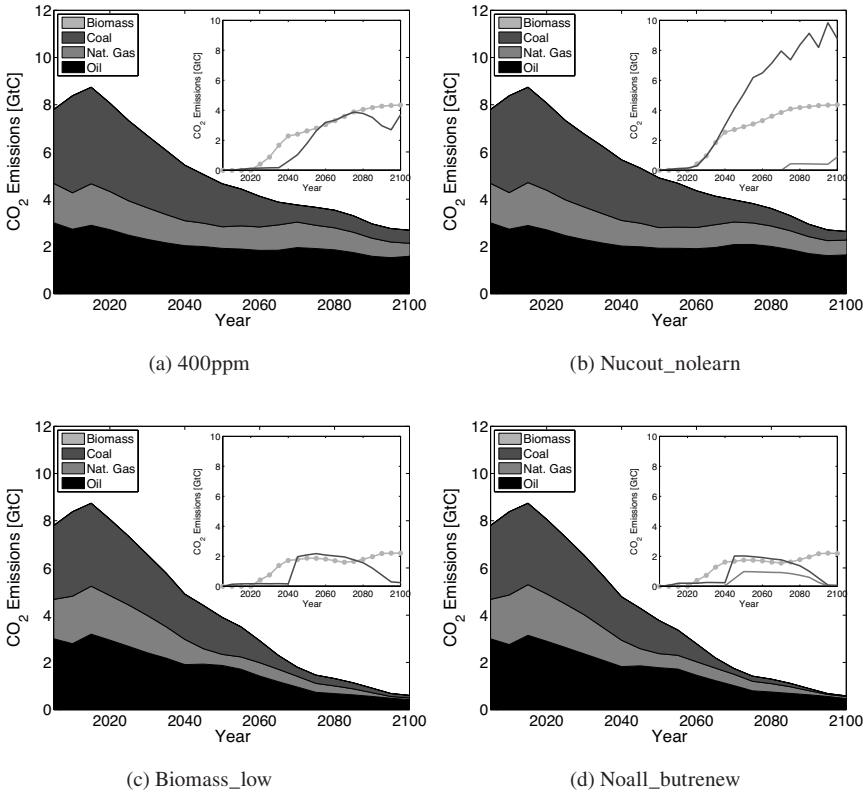 12
10
8
6
4
2
0
CO2 Emissions [GtC]
Biomass
Coal
Nat. Gas
Oil
10
8
6
4
2
0
CO2 Emissions [GtC]
2020 2040 2060 2080 2100
Year
2020 2040 2060 2080 2100
Year
(a) 400ppm
12
10
8
6
4
2
0
CO2 Emissions [GtC]
Biomass
Coal
Nat. Gas
Oil
10
8
6
4
2
0
CO2 Emissions [GtC]
2020 2040 2060 2080 2100
Year
2020 2040 2060 2080 2100
Year
(b) Nucout_nolearn
12
10
8
6
4
2
0
CO2 Emissions [GtC]
Biomass
Coal
Nat. Gas
Oil
10
8
6
4
2
0
CO2 Emissions [GtC]
2020 2040 2060 2080 2100
Year
2020 2040 2060 2080 2100
Year
(c) Biomass_low
12
10
8
6
4
2
0
CO2 Emissions [GtC]
Biomass
Coal
Nat. Gas
Oil
10
8
6
4
2
0
CO2 Emissions [GtC]
2020 2040 2060 2080 2100
Year
2020 2040 2060 2080 2100
Year
(d) Noall_butrenew